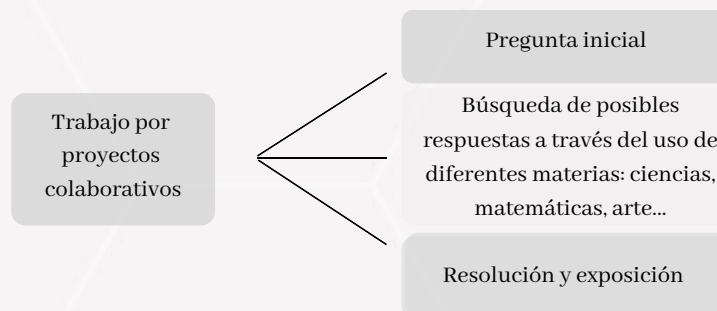 Trabajo por
proyectos
colaborativos
Pregunta inicial
Búsqueda de posibles
respuestas a través del uso de
diferentes materias: ciencias,
matemáticas, arte...
Resolución y exposición